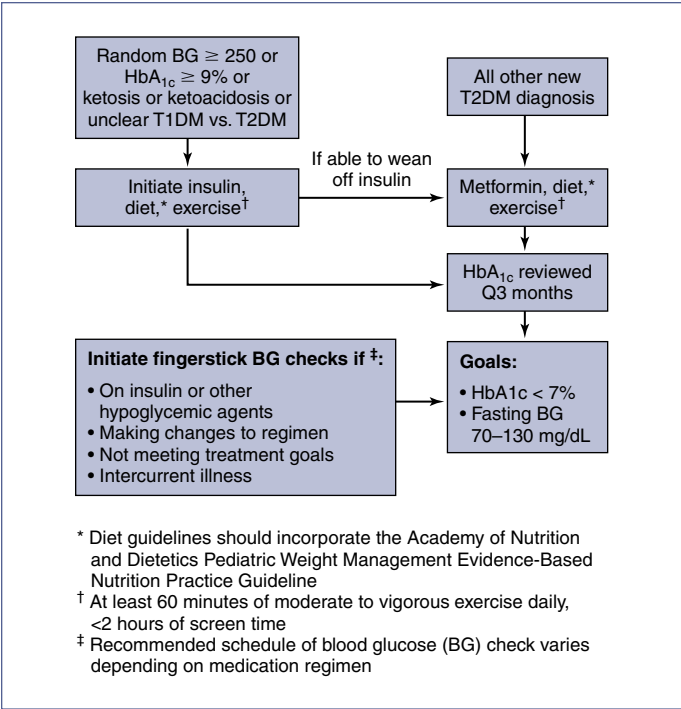 Random BG ≥ 250 or
HbA1c ≥ 9% or
ketosis or ketoacidosis or
unclear T1DM vs. T2DM
All other new
T2DM diagnosis
If able to wean
off insulin
Initiate insulin,
diet,* exercise†
Metformin, diet,*
exercise†
HbA1c reviewed
Q3 months
Initiate fingerstick BG checks if ‡:
• On insulin or other
hypoglycemic agents
• Making changes to regimen
• Not meeting treatment goals
• Intercurrent illness
Goals:
• HbA1c < 7%
• Fasting BG
70–130 mg/dL
* Diet guidelines should incorporate the Academy of Nutrition
and Dietetics Pediatric Weight Management Evidence-Based
Nutrition Practice Guideline
† At least 60 minutes of moderate to vigorous exercise daily,
<2 hours of screen time
‡ Recommended schedule of blood glucose (BG) check varies
depending on medication regimen